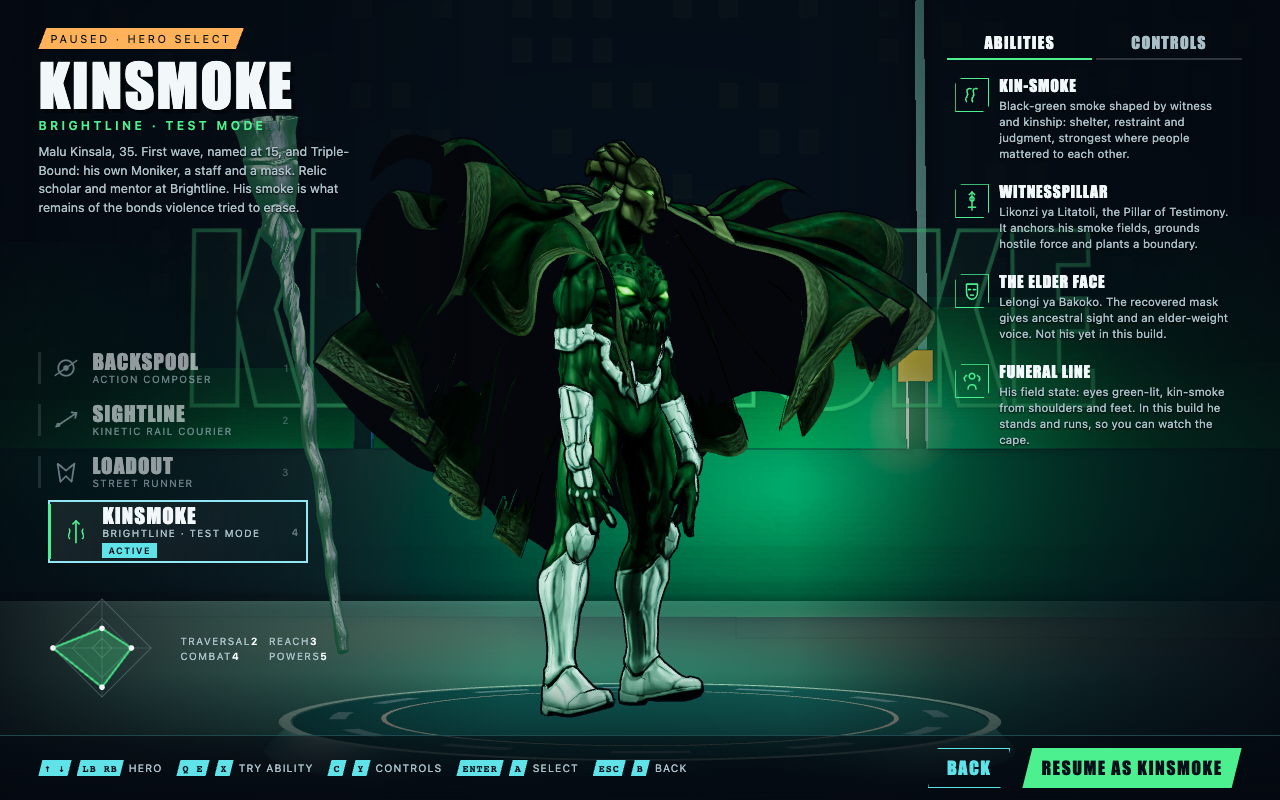 PAUSED · HERO SELECT
KINSMOKE
BRIGHTLINE · TEST MODE
Malu Kinsala, 35. First wave, named at 15, and Triple-
Bound: his own Moniker, a staff and a mask. Relic
scholar and mentor at Brightline. His smoke is what
remains of the bonds violence tried to erase.
BACKSPOOL
ACTION COMPOSER
1
SIGHTLINE
KINETIC RAIL COURIER
2
LOADOUT
STREET RUNNER
3
KINSMOKE
BRIGHTLINE · TEST MODE
4
ACTIVE
TRAVERSAL2 REACH3
COMBAT4 POWERS5
ABILITIES CONTROLS
KIN-SMOKE
Black-green smoke shaped by witness
and kinship: shelter, restraint and
judgment, strongest where people
mattered to each other.
WITNESSPILLAR
Likonzi ya Litatoli, the Pillar of Testimony.
It anchors his smoke fields, grounds
hostile force and plants a boundary.
THE ELDER FACE
Lelongi ya Bakoko. The recovered mask
gives ancestral sight and an elder-weight
voice. Not his yet in this build.
FUNERAL LINE
His field state: eyes green-lit, kin-smoke
from shoulders and feet. In this build he
stands and runs, so you can watch the
cape.
↑ ↓ LB RB HERO Q E X TRY ABILITY C Y CONTROLS ENTER A SELECT ESC B BACK
BACK
RESUME AS KINSMOKE